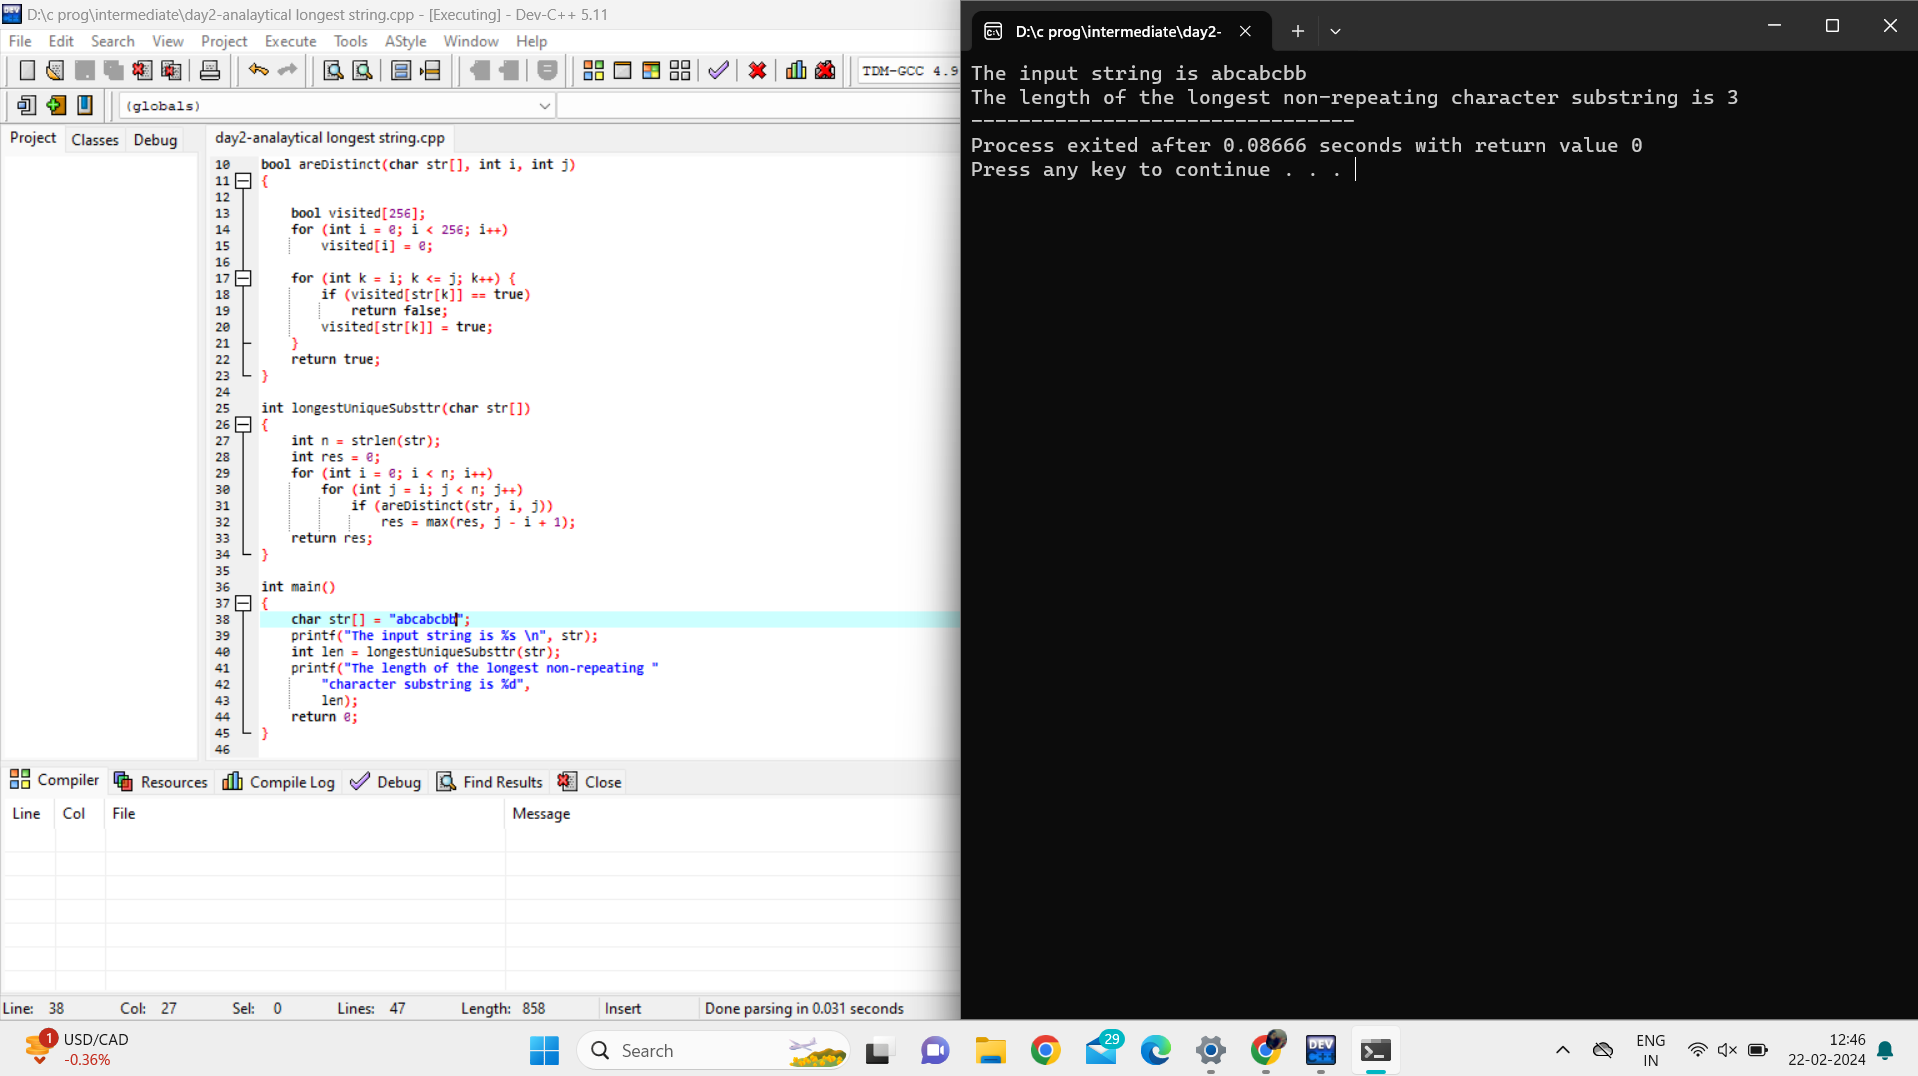 D:\c prog\intermediate\day2-analaytical longest string.cpp - [Executing] - Dev-C++ 5.11
File Edit Search View Project Execute Tools AStyle Window Help
TDM-GCC 4.9
(globals)
Project Classes Debug
day2-analaytical longest string.cpp
10 bool areDistinct(char str[], int i, int j)
11 {
12
13 bool visited[256];
14 for (int i = 0; i < 256; i++)
15 visited[i] = 0;
16
17 for (int k = i; k <= j; k++) {
18 if (visited[str[k]] == true)
19 return false;
20 visited[str[k]] = true;
21 }
22 return true;
23 }
24
25 int longestUniqueSubsttr(char str[])
26 {
27 int n = strlen(str);
28 int res = 0;
29 for (int i = 0; i < n; i++)
30 for (int j = i; j < n; j++)
31 if (areDistinct(str, i, j))
32 res = max(res, j - i + 1);
33 return res;
34 }
35
36 int main()
37 {
38 char str[] = "abcabcbb";
39 printf("The input string is %s \n", str);
40 int len = longestUniqueSubsttr(str);
41 printf("The length of the longest non-repeating "
42 "character substring is %d",
43 len);
44 return 0;
45 }
46
Compiler Resources Compile Log Debug Find Results Close
Line Col File Message
Line: 38 Col: 27 Sel: 0 Lines: 47 Length: 858 Insert Done parsing in 0.031 seconds
D:\c prog\intermediate\day2-
The input string is abcabcbb
The length of the longest non-repeating character substring is 3
--------------------------------
Process exited after 0.08666 seconds with return value 0
Press any key to continue . . .
1 USD/CAD
-0.36%
Search
29
DEV
C++
ENG
IN
12:46
22-02-2024